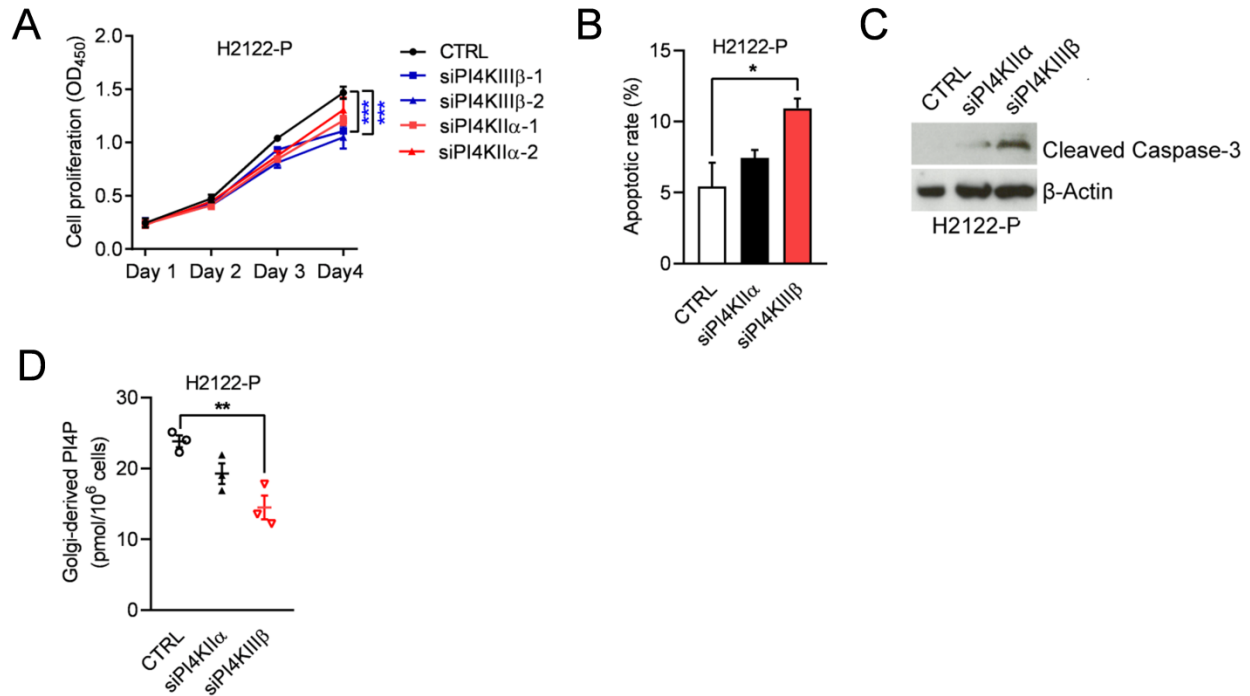 A
H2122-P
Cell proliferation (OD450)
2.0
1.5
1.0
0.5
0.0
Day 1 Day 2 Day 3 Day4
CTRL
siPI4KIIIβ-1
siPI4KIIIβ-2
siPI4KIIα-1
siPI4KIIα-2
***
***
B
H2122-P
*
Apoptotic rate (%)
15
10
5
0
CTRL
siPI4KIIα
siPI4KIIIβ
C
CTRL
siPI4KIIα
siPI4KIIIβ
Cleaved Caspase-3
β-Actin
H2122-P
D
H2122-P
**
Golgi-derived PI4P
(pmol/10⁶ cells)
30
20
10
0
CTRL
siPI4KIIα
siPI4KIIIβ